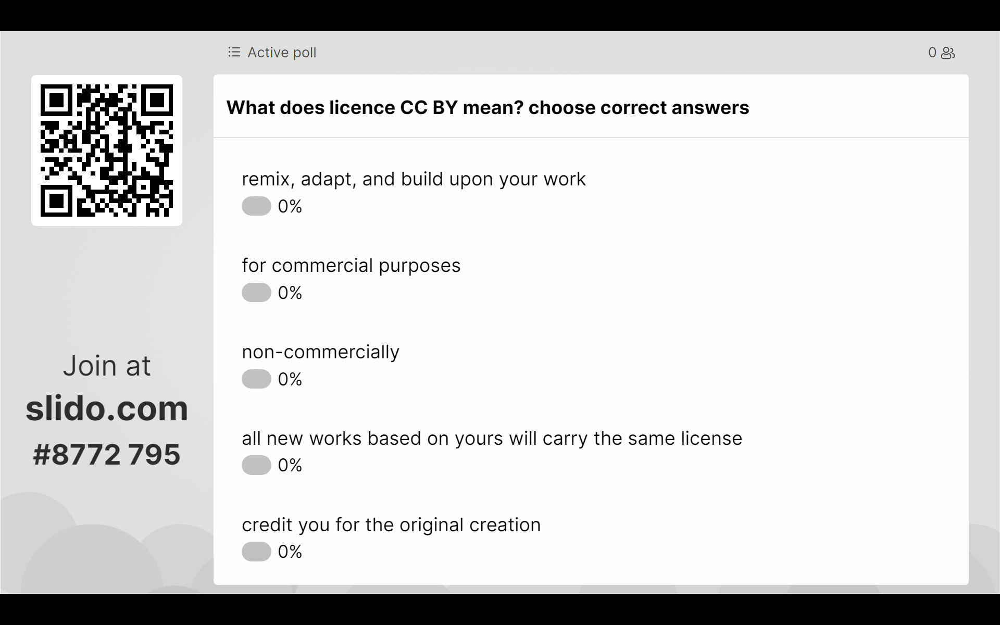 Active poll
0
What does licence CC BY mean? choose correct answers
remix, adapt, and build upon your work
0%
for commercial purposes
0%
non-commercially
0%
all new works based on yours will carry the same license
0%
credit you for the original creation
0%
Join at
slido.com
#8772 795